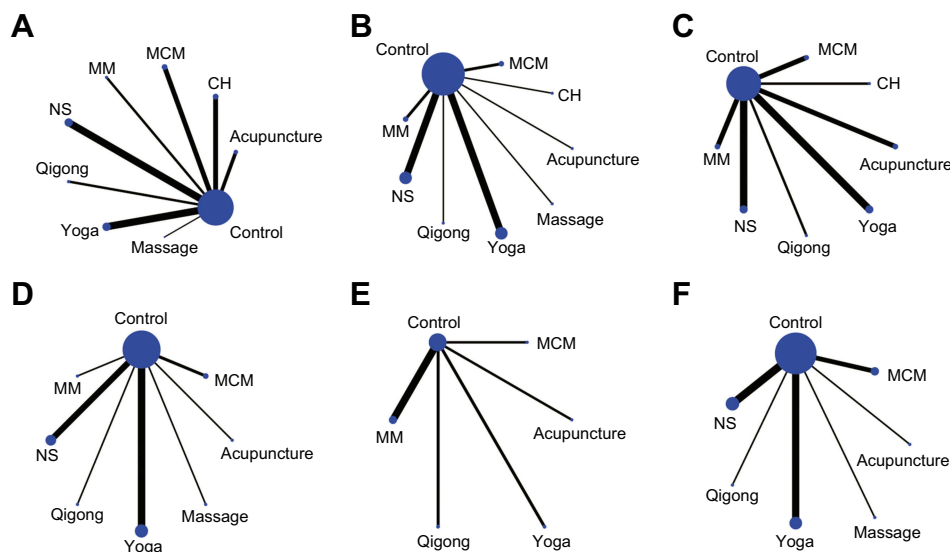 A
MCM
MM
CH
NS
Acupuncture
Qigong
Yoga
Control
Massage
B
Control
MCM
CH
MM
Acupuncture
NS
Massage
Qigong
Yoga
C
MCM
Control
CH
MM
Acupuncture
NS
Yoga
Qigong
D
Control
MM
MCM
NS
Acupuncture
Qigong
Massage
Yoga
E
Control
MCM
MM
Acupuncture
Qigong
Yoga
F
Control
MCM
NS
Acupuncture
Qigong
Massage
Yoga